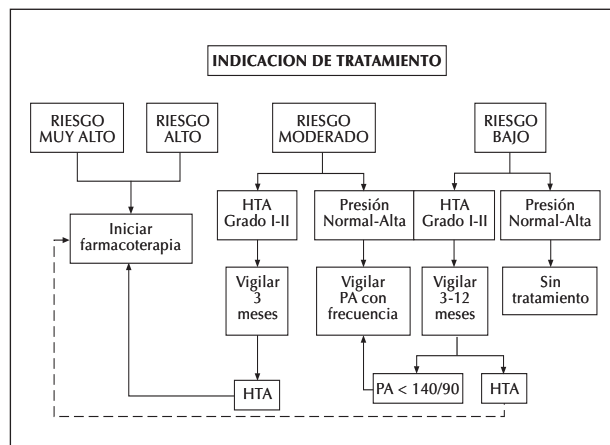 INDICACION DE TRATAMIENTO
RIESGO
MUY ALTO
RIESGO
ALTO
RIESGO
MODERADO
RIESGO
BAJO
HTA
Grado I-II
Presión
Normal-Alta
HTA
Grado I-II
Presión
Normal-Alta
Iniciar
farmacoterapia
Vigilar
3
meses
Vigilar
PA con
frecuencia
Vigilar
3-12
meses
Sin
tratamiento
HTA
PA < 140/90
HTA